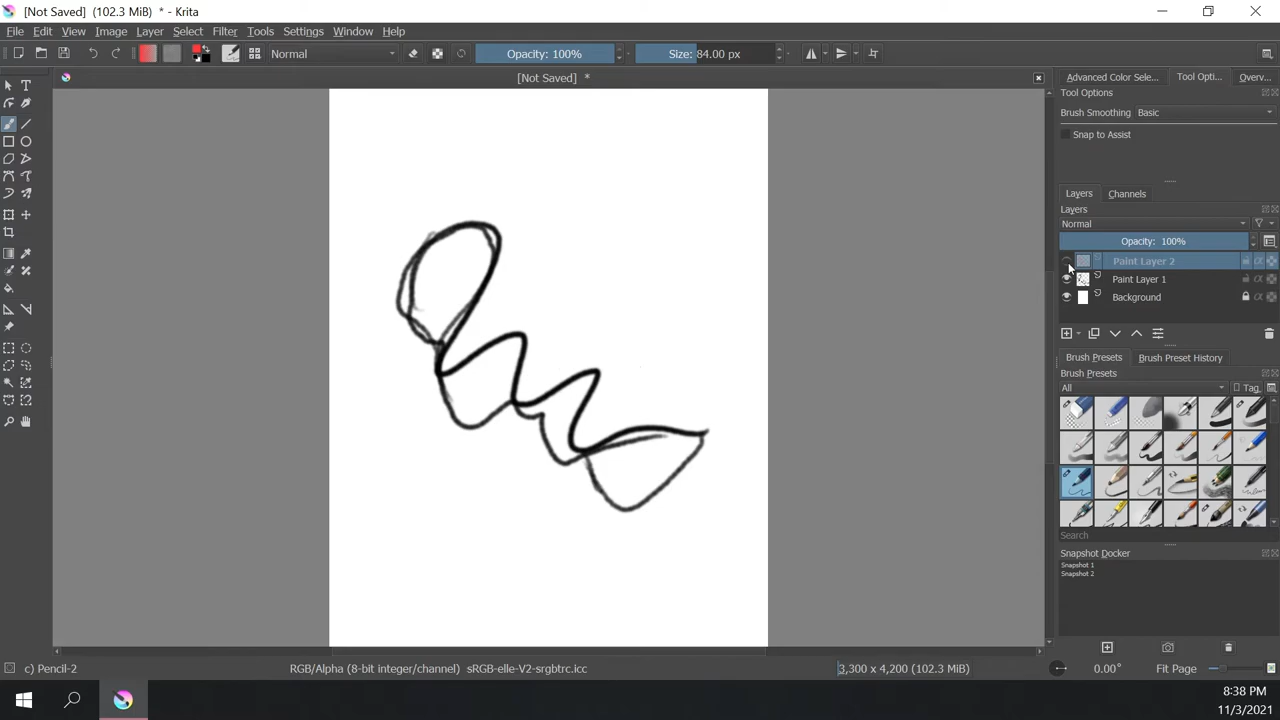 [Not Saved]  (102.3 MiB)  * - Krita
File Edit View Image Layer Select Filter Tools Settings Window Help
Normal Opacity: 100% Size: 84.00 px
[Not Saved]  *
Advanced Color Sele... Tool Opti... Overv...
Tool Options
Brush Smoothing Basic
Snap to Assist
Layers Channels
Layers
Normal
Opacity:  100%
Paint Layer 2
Paint Layer 1
Background
Brush Presets Brush Preset History
Brush Presets
All Tag
Search
Snapshot Docker
Snapshot 1
Snapshot 2
c) Pencil-2 RGB/Alpha (8-bit integer/channel)  sRGB-elle-V2-srgbtrc.icc 3,300 x 4,200 (102.3 MiB) 0.00° Fit Page
8:38 PM
11/3/2021